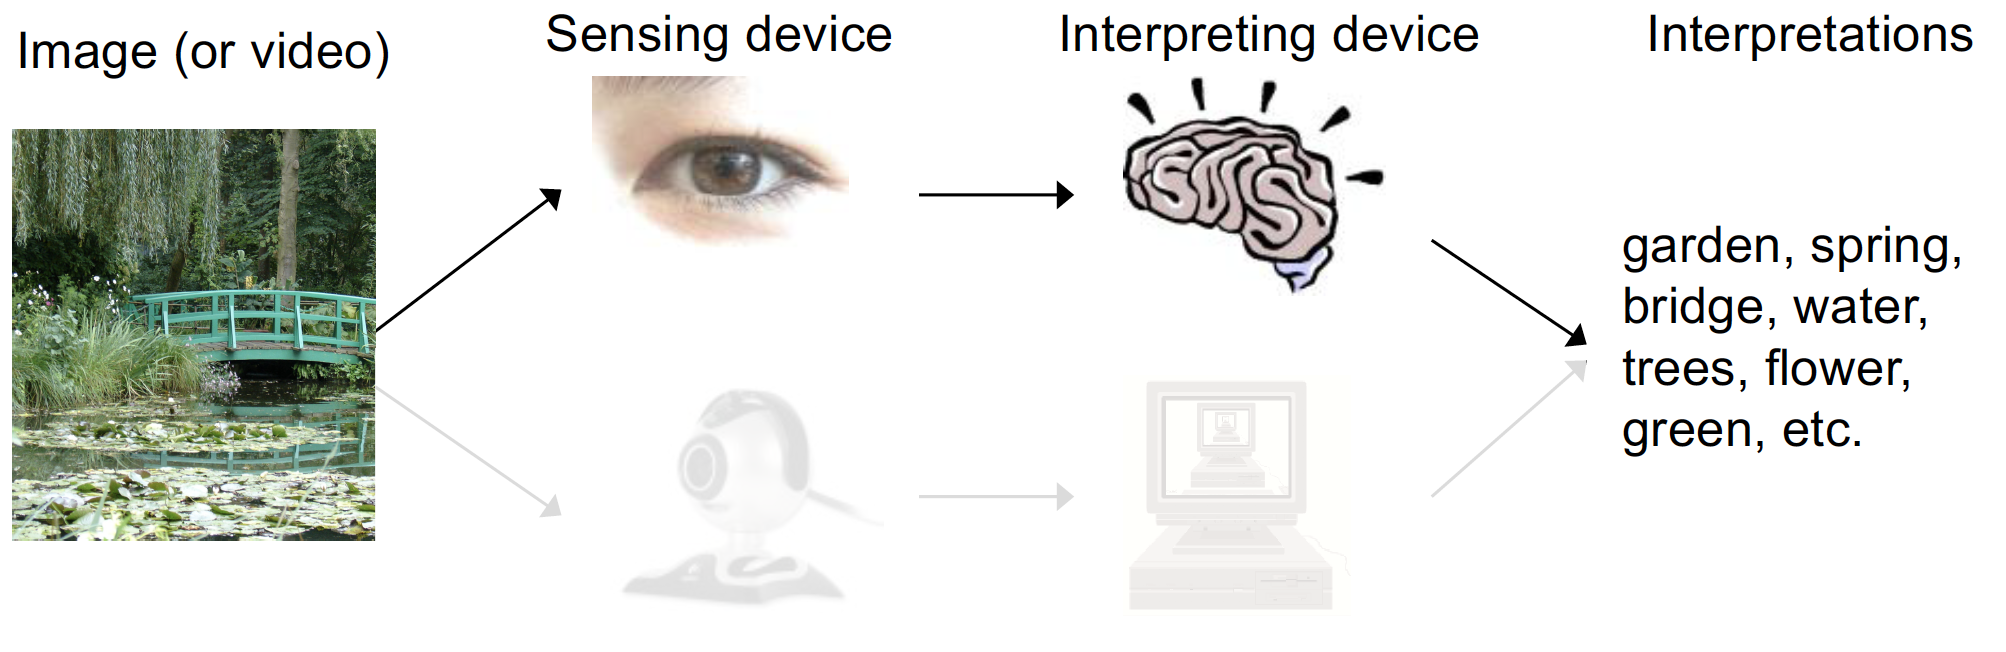 Image (or video)
Sensing device
Interpreting device
Interpretations
garden, spring,
bridge, water,
trees, flower,
green, etc.